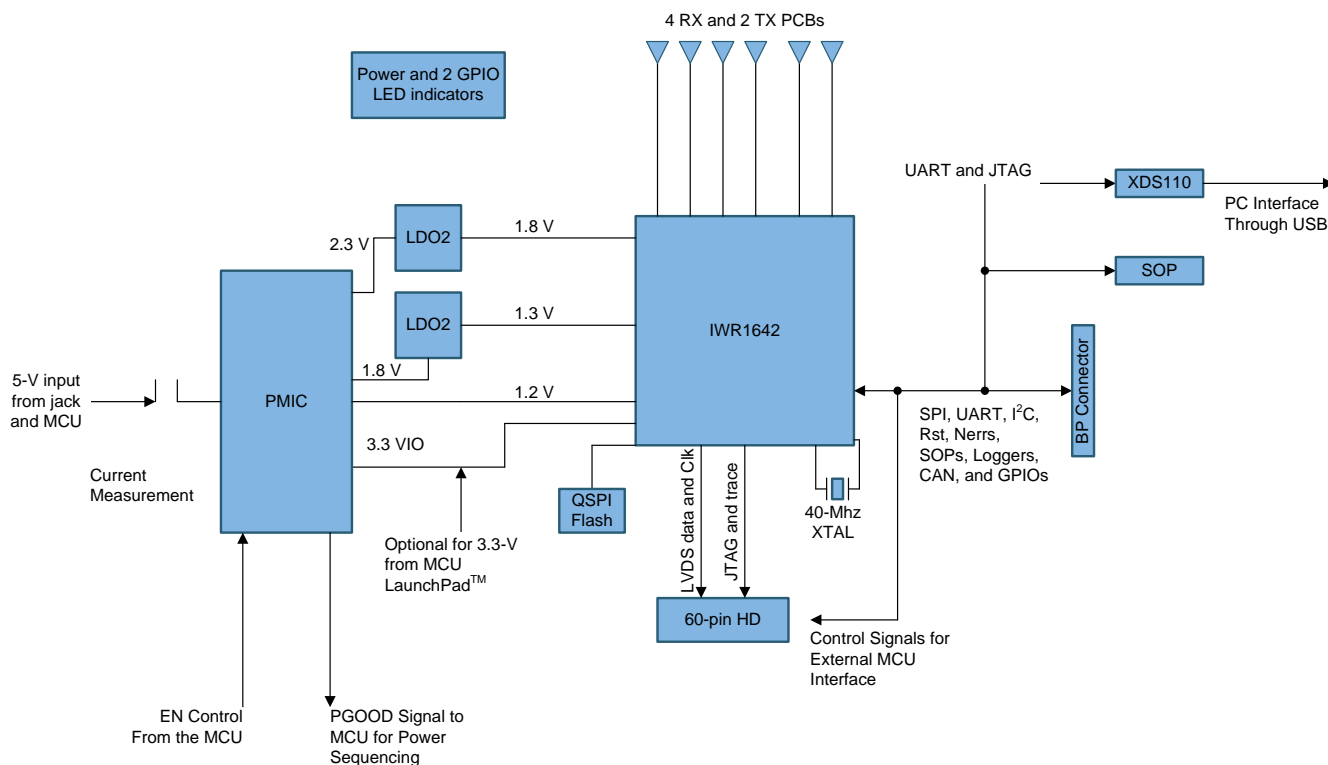 4 RX and 2 TX PCBs
Power and 2 GPIO
LED indicators
UART and JTAG
XDS110
PC Interface
Through USB
LDO2
2.3 V
1.8 V
SOP
LDO2
1.3 V
IWR1642
1.8 V
5-V input
from jack
and MCU
PMIC
1.2 V
BP Connector
SPI, UART, I²C,
Rst, Nerrs,
SOPs, Loggers,
CAN, and GPIOs
3.3 VIO
Current
Measurement
QSPI
Flash
LVDS data and Clk
JTAG and trace
40-Mhz
XTAL
Optional for 3.3-V
from MCU
LaunchPad™
60-pin HD
Control Signals for
External MCU
Interface
EN Control
From the MCU
PGOOD Signal to
MCU for Power
Sequencing